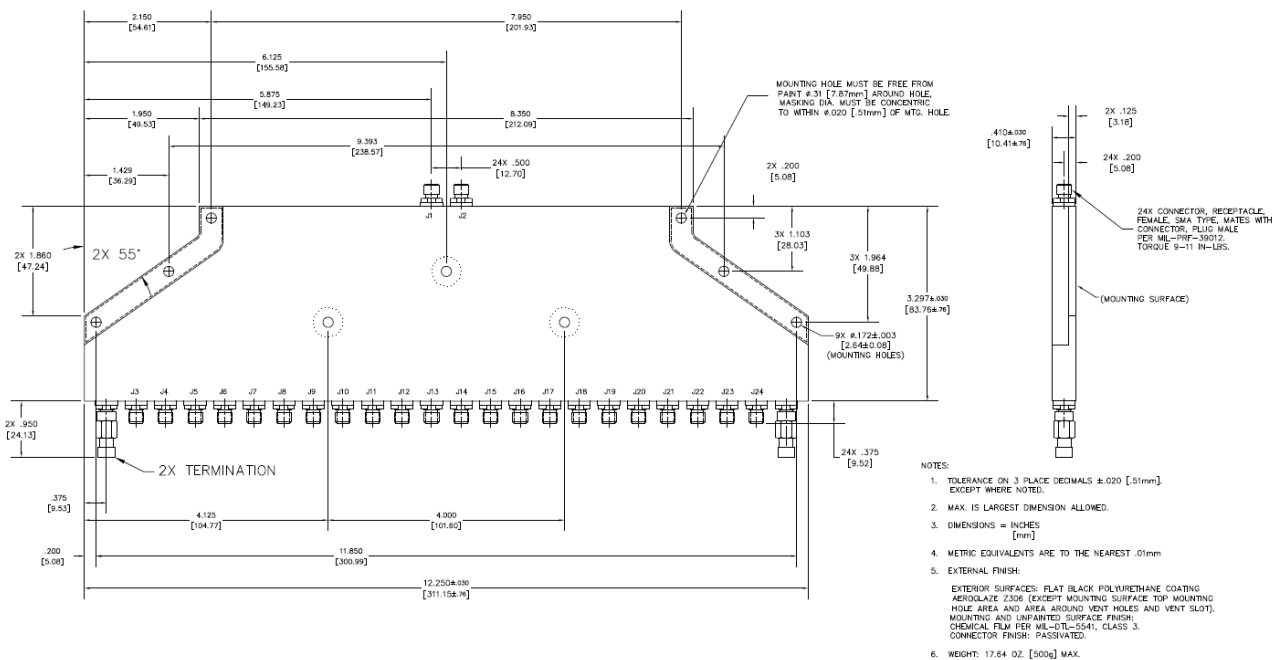 2.150
[54.61]
7.950
[201.93]
6.125
[155.58]
5.875
[149.23]
1.950
[49.53]
8.350
[212.09]
9.393
[238.57]
1.429
[36.29]
24X .500
[12.70]
MOUNTING HOLE MUST BE FREE FROM
PAINT ø.31 [7.87mm] AROUND HOLE,
MASKING DIA. MUST BE CONCENTRIC
TO WITHIN ø.020 [.51mm] OF MTG. HOLE.
2X .200
[5.08]
J1 J2
2X 1.860
[47.24]
2X 55°
3X 1.103
[28.03]
3X 1.964
[49.88]
3.297±.030
[83.76±.76]
9X ø.172±.003
[2.64±0.08]
(MOUNTING HOLES)
J3 J4 J5 J6 J7 J8 J9 J10 J11 J12 J13 J14 J15 J16 J17 J18 J19 J20 J21 J22 J23 J24
2X .950
[24.13]
2X TERMINATION
24X .375
[9.52]
.375
[9.53]
4.125
[104.77]
4.000
[101.60]
.200
[5.08]
11.850
[300.99]
12.250±.030
[311.15±.76]
2X .125
[3.18]
.410±.030
[10.41±.76]
24X .200
[5.08]
24X CONNECTOR, RECEPTACLE,
FEMALE, SMA TYPE, MATES WITH
CONNECTOR, PLUG MALE
PER MIL-PRF-39012.
TORQUE 9-11 IN-LBS.
(MOUNTING SURFACE)
NOTES:
1. TOLERANCE ON 3 PLACE DECIMALS ±.020 [.51mm].
EXCEPT WHERE NOTED.
2. MAX. IS LARGEST DIMENSION ALLOWED.
3. DIMENSIONS = INCHES
[mm]
4. METRIC EQUIVALENTS ARE TO THE NEAREST .01mm
5. EXTERNAL FINISH:
EXTERIOR SURFACES: FLAT BLACK POLYURETHANE COATING
AEROGLAZE Z306 (EXCEPT MOUNTING SURFACE TOP MOUNTING
HOLE AREA AND AREA AROUND VENT HOLES AND VENT SLOT).
MOUNTING AND UNPAINTED SURFACE FINISH:
CHEMICAL FILM PER MIL-DTL-5541, CLASS 3.
CONNECTOR FINISH: PASSIVATED.
6. WEIGHT: 17.64 OZ. [500g] MAX.